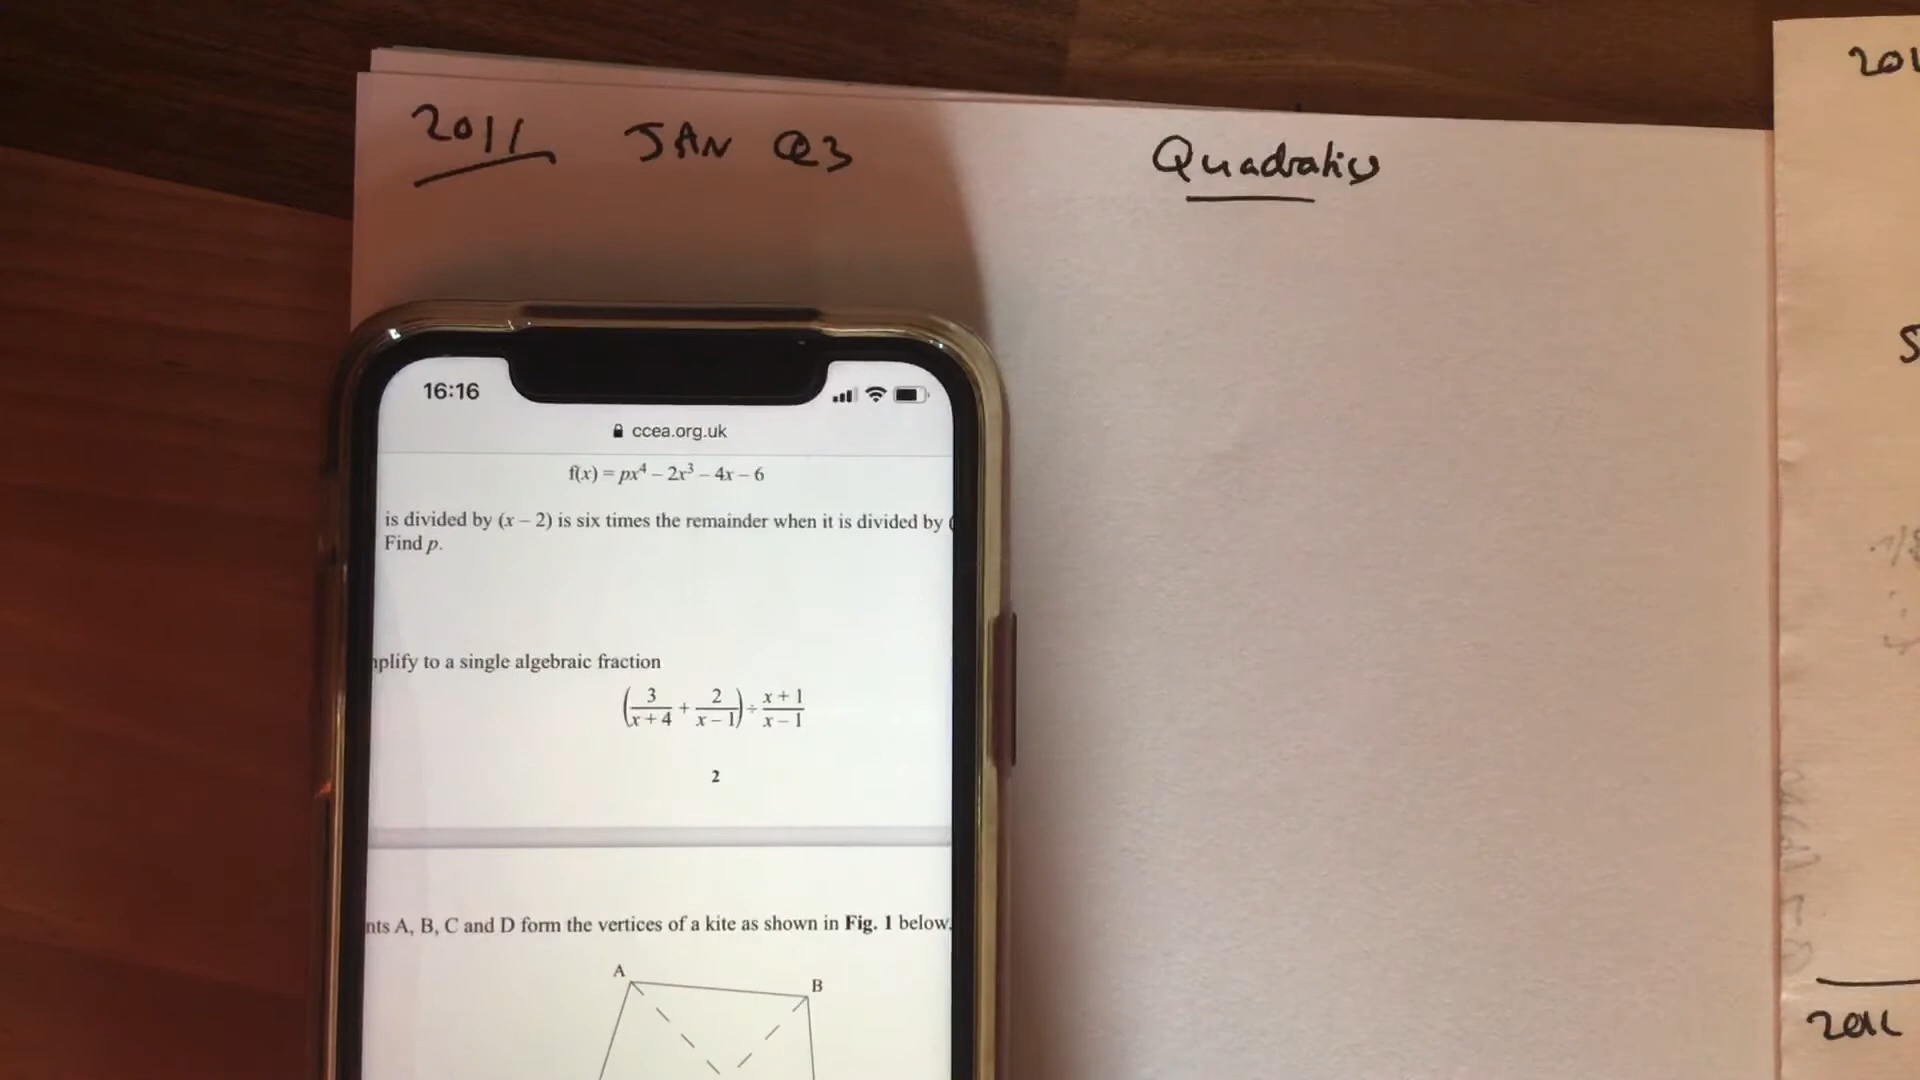 2011 JAN Q3 Quadratics
16:16
ccea.org.uk
f(x) = px⁴ – 2x³ – 4x – 6
is divided by (x – 2) is six times the remainder when it is divided by (
Find p.
nplify to a single algebraic fraction
(3/(x + 4) + 2/(x – 1)) ÷ (x + 1)/(x – 1)
2
nts A, B, C and D form the vertices of a kite as shown in Fig. 1 below.
A
B
201
S